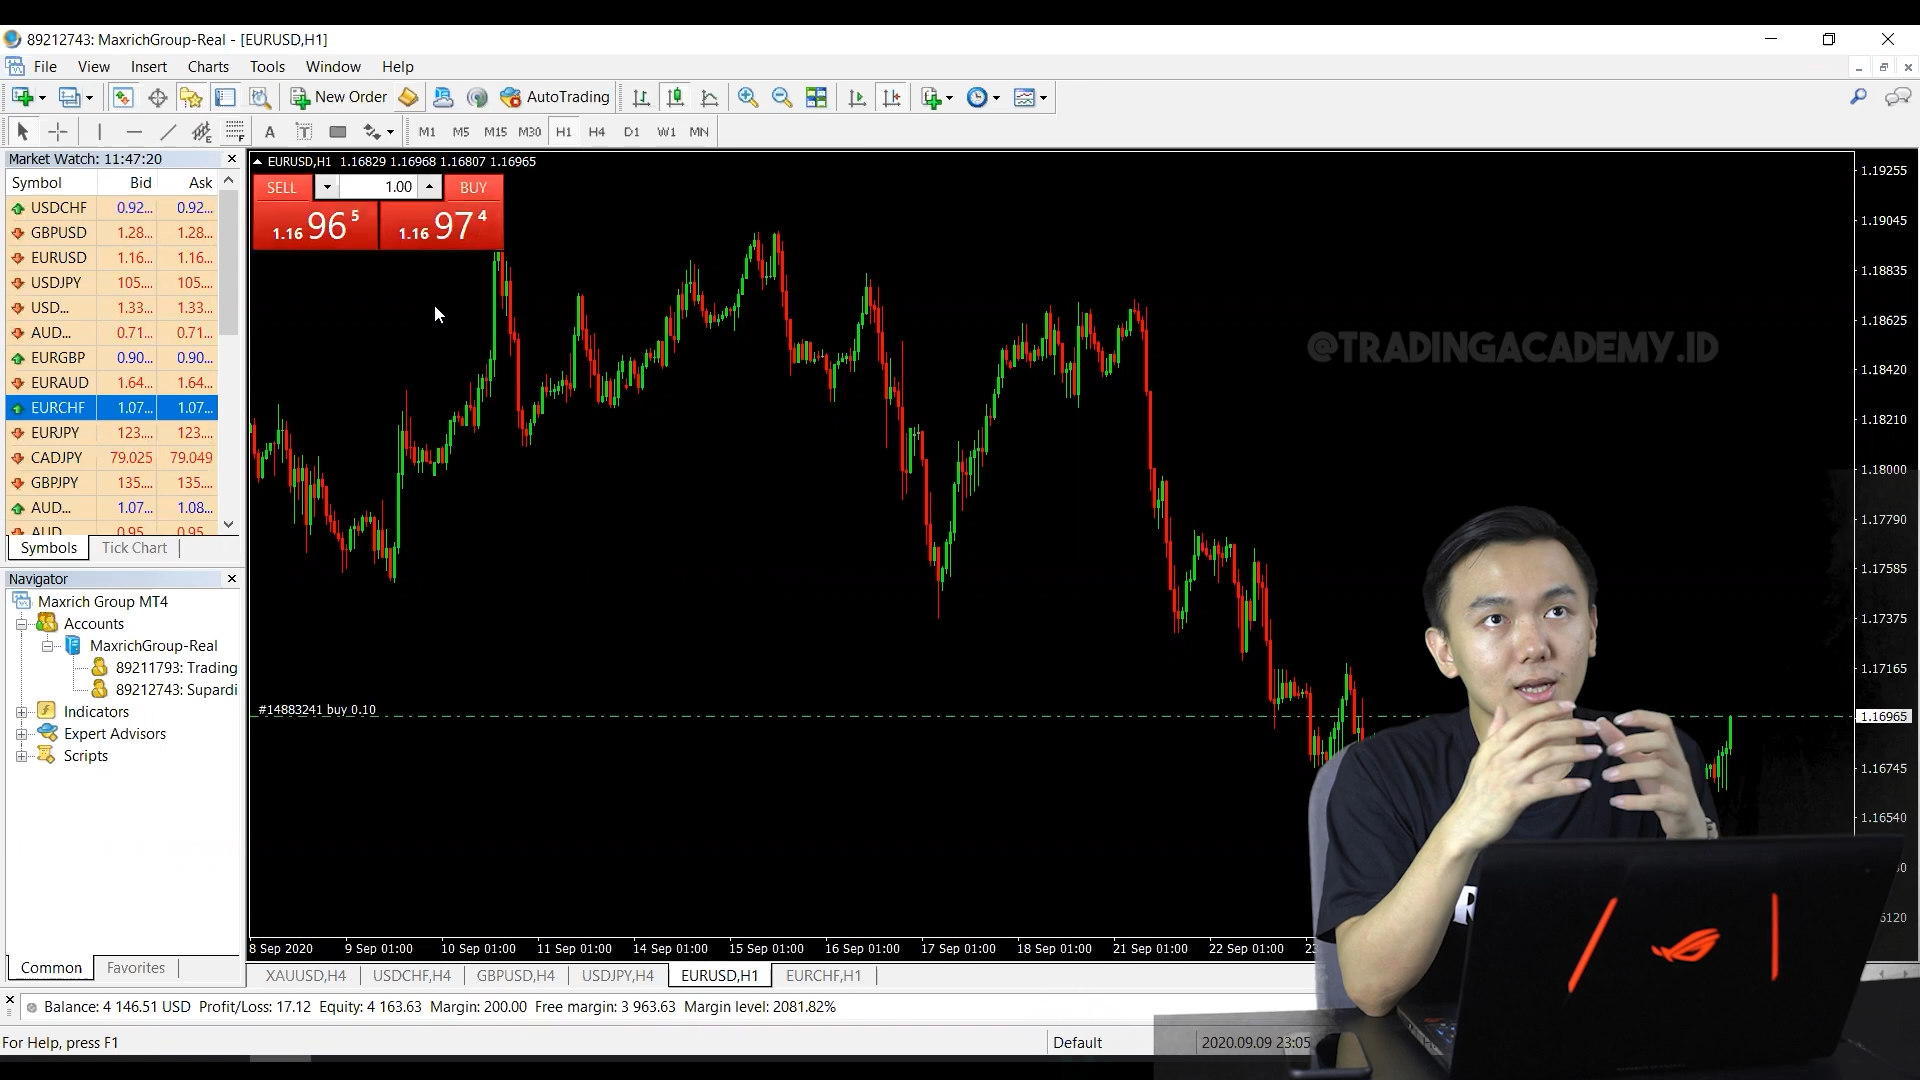 89212743: MaxrichGroup-Real - [EURUSD,H1]
File View Insert Charts Tools Window Help
New Order AutoTrading
A T M1 M5 M15 M30 H1 H4 D1 W1 MN
Market Watch: 11:47:20
Symbol Bid Ask
USDCHF 0.92... 0.92...
GBPUSD 1.28... 1.28...
EURUSD 1.16... 1.16...
USDJPY 105.... 105....
USD... 1.33... 1.33...
AUD... 0.71... 0.71...
EURGBP 0.90... 0.90...
EURAUD 1.64... 1.64...
EURCHF 1.07... 1.07...
EURJPY 123.... 123....
CADJPY 79.025 79.049
GBPJPY 135.... 135....
AUD... 1.07... 1.08...
AUD 0.95 0.95
Symbols Tick Chart
Navigator
Maxrich Group MT4
Accounts
MaxrichGroup-Real
89211793: Trading
89212743: Supardi
Indicators
Expert Advisors
Scripts
Common Favorites
EURUSD,H1 1.16829 1.16968 1.16807 1.16965
SELL 1.00 BUY
1.16 96 5 1.16 97 4
@TRADINGACADEMY.ID
#14883241 buy 0.10
1.19255
1.19045
1.18835
1.18625
1.18420
1.18210
1.18000
1.17790
1.17585
1.17375
1.17165
1.16965
1.16745
1.16540
8 Sep 2020 9 Sep 01:00 10 Sep 01:00 11 Sep 01:00 14 Sep 01:00 15 Sep 01:00 16 Sep 01:00 17 Sep 01:00 18 Sep 01:00 21 Sep 01:00 22 Sep 01:00
XAUUSD,H4 USDCHF,H4 GBPUSD,H4 USDJPY,H4 EURUSD,H1 EURCHF,H1
Balance: 4 146.51 USD Profit/Loss: 17.12 Equity: 4 163.63 Margin: 200.00 Free margin: 3 963.63 Margin level: 2081.82%
For Help, press F1 Default 2020.09.09 23:05